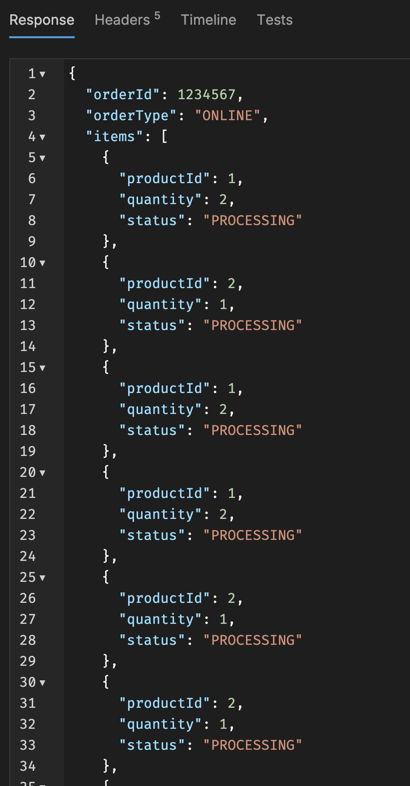 Response Headers 5 Timeline Tests
1 {
2 "orderId": 1234567,
3 "orderType": "ONLINE",
4 "items": [
5 {
6 "productId": 1,
7 "quantity": 2,
8 "status": "PROCESSING"
9 },
10 {
11 "productId": 2,
12 "quantity": 1,
13 "status": "PROCESSING"
14 },
15 {
16 "productId": 1,
17 "quantity": 2,
18 "status": "PROCESSING"
19 },
20 {
21 "productId": 1,
22 "quantity": 2,
23 "status": "PROCESSING"
24 },
25 {
26 "productId": 2,
27 "quantity": 1,
28 "status": "PROCESSING"
29 },
30 {
31 "productId": 2,
32 "quantity": 1,
33 "status": "PROCESSING"
34 },